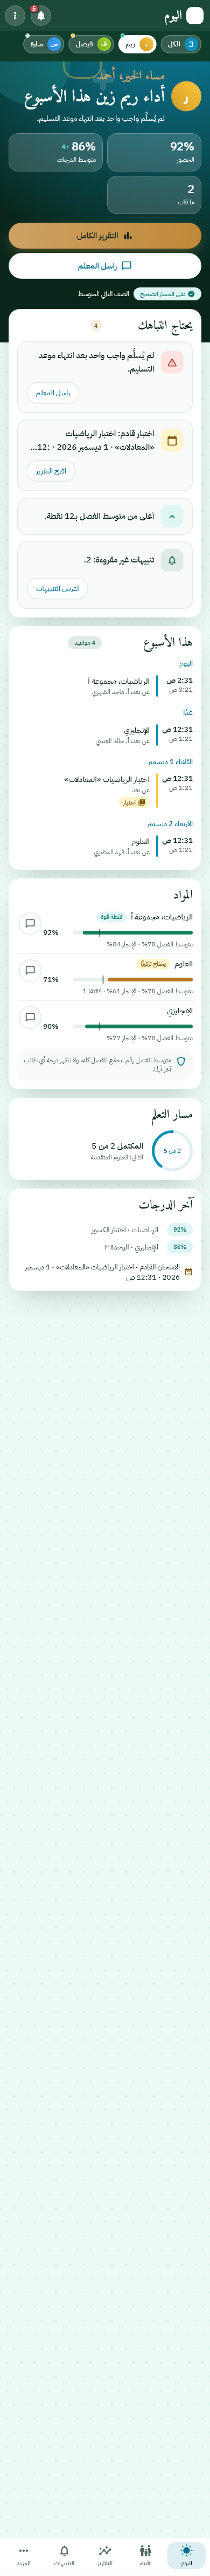 اليوم
5
3 الكل
ر ريم
ف فيصل
س سارة
مساء الخير، أحمد
أداء ريم زين هذا الأسبوع
لم يُسلَّم واجب واحد بعد انتهاء موعد التسليم.
92%
الحضور
86% +4
متوسط الدرجات
2
ما فات
التقرير الكامل
راسل المعلم
على المسار الصحيح
الصف الثاني المتوسط
يحتاج انتباهك
4
لم يُسلَّم واجب واحد بعد انتهاء موعد
التسليم.
راسل المعلم
اختبار قادم: اختبار الرياضيات
«المعادلات» · 1 ديسمبر 2026 · 12:...
افتح التقرير
أعلى من متوسط الفصل بـ12 نقطة.
تنبيهات غير مقروءة: 2.
اعرض التنبيهات
هذا الأسبوع
4 مواعيد
اليوم
12:31 ص
1:21 ص
الرياضيات، مجموعة أ
عن بعد، أ. ماجد الشهري
غدًا
12:31 ص
1:21 ص
الإنجليزي
عن بعد، أ. خالد العتيبي
الثلاثاء 1 ديسمبر
12:31 ص
1:21 ص
اختبار الرياضيات «المعادلات»
عن بعد
اختبار
الأربعاء 2 ديسمبر
12:31 ص
1:21 ص
العلوم
عن بعد، أ. فهد المطيري
المواد
الرياضيات، مجموعة أ
نقطة قوة
92%
متوسط الفصل 78% · الإنجاز 84%
العلوم
يحتاج تركيزًا
71%
متوسط الفصل 75% · الإنجاز 61% · فائتة: 1
الإنجليزي
90%
متوسط الفصل 78% · الإنجاز 77%
متوسط الفصل رقم مجمّع للفصل كله، ولا تظهر درجة أي طالب
آخر أبدًا.
مسار التعلم
2 من 5
المكتمل 2 من 5
التالي: العلوم المتقدمة
آخر الدرجات
92%
الرياضيات · اختبار الكسور
88%
الإنجليزي · الوحدة ٣
الامتحان القادم · اختبار الرياضيات «المعادلات» · 1 ديسمبر
2026 · 12:31 ص
اليوم
الأبناء
التقارير
التنبيهات
المزيد